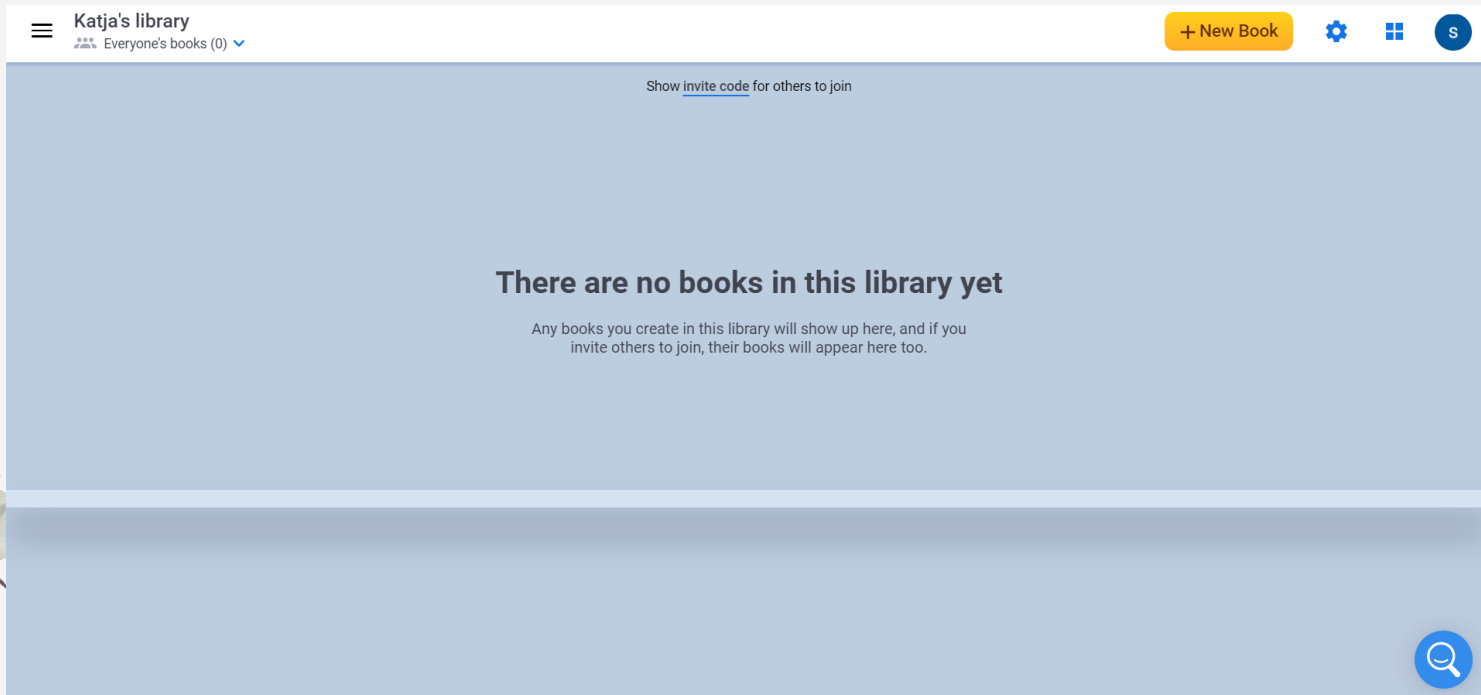 Katja's library
Everyone's books (0)
+ New Book
S
Show invite code for others to join
There are no books in this library yet
Any books you create in this library will show up here, and if you
invite others to join, their books will appear here too.